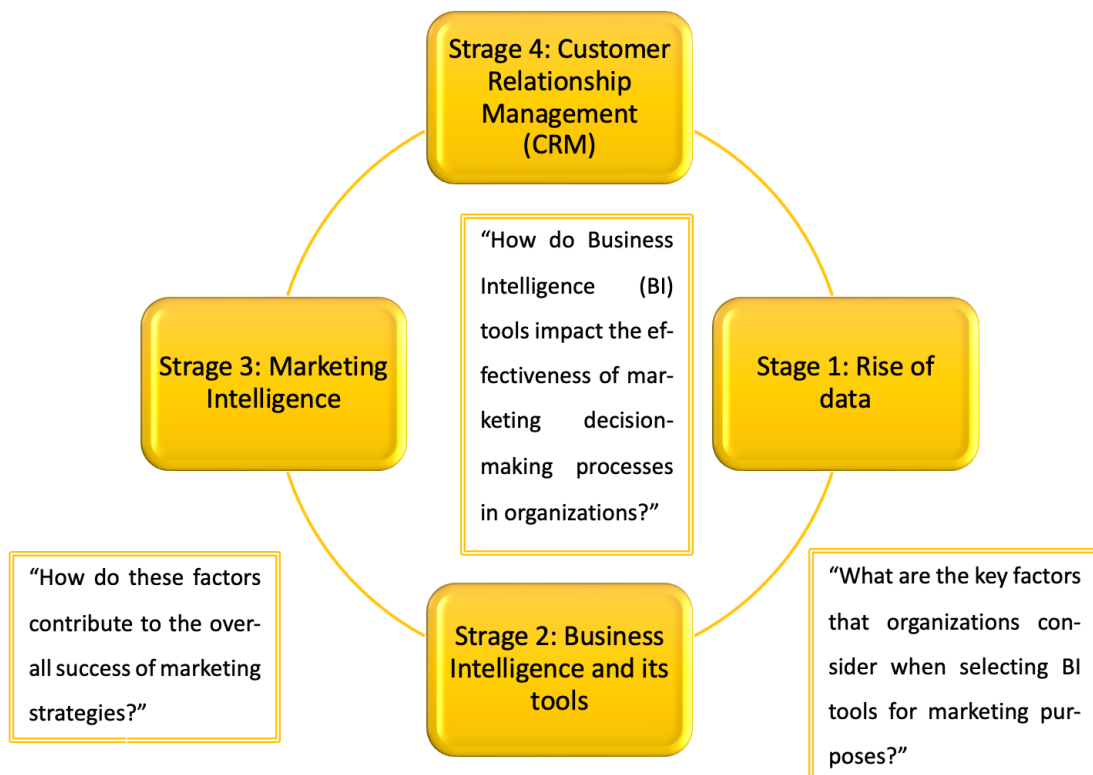 Strage 4: Customer
Relationship
Management
(CRM)
“How do Business
Intelligence (BI)
tools impact the ef-
fectiveness of mar-
keting decision-
making processes
in organizations?”
Strage 3: Marketing
Intelligence
Stage 1: Rise of
data
“How do these factors
contribute to the over-
all success of marketing
strategies?”
Strage 2: Business
Intelligence and its
tools
“What are the key factors
that organizations con-
sider when selecting BI
tools for marketing pur-
poses?”